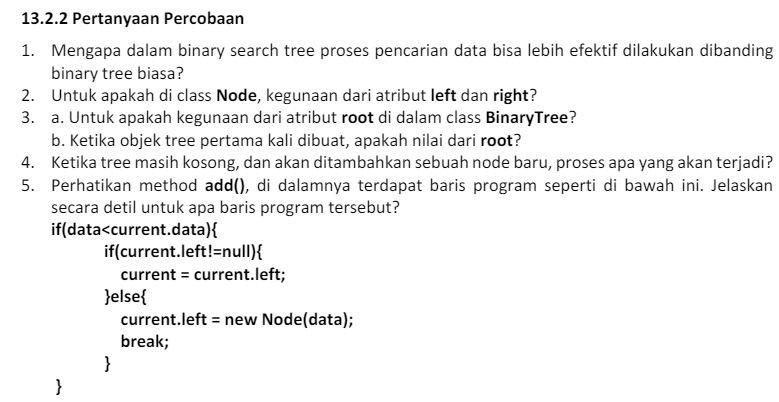 13.2.2 Pertanyaan Percobaan
1. Mengapa dalam binary search tree proses pencarian data bisa lebih efektif dilakukan dibanding
binary tree biasa?
2. Untuk apakah di class Node, kegunaan dari atribut left dan right?
3. a. Untuk apakah kegunaan dari atribut root di dalam class BinaryTree?
b. Ketika objek tree pertama kali dibuat, apakah nilai dari root?
4. Ketika tree masih kosong, dan akan ditambahkan sebuah node baru, proses apa yang akan terjadi?
5. Perhatikan method add(), di dalamnya terdapat baris program seperti di bawah ini. Jelaskan
secara detil untuk apa baris program tersebut?
if(data<current.data){
if(current.left!=null){
current = current.left;
}else{
current.left = new Node(data);
break;
}
}